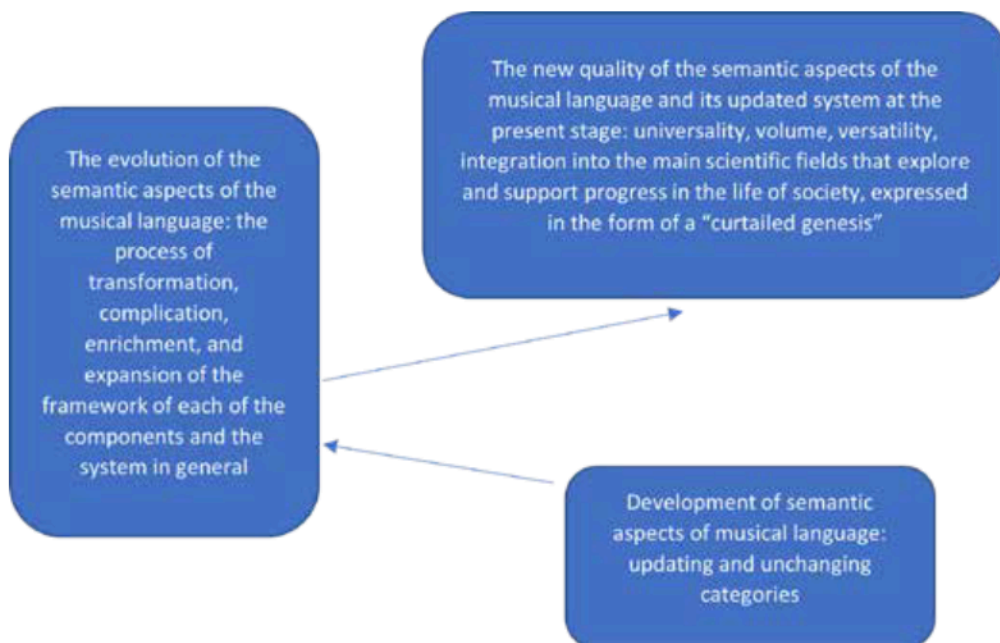 The new quality of the semantic aspects of the
musical language and its updated system at the
present stage: universality, volume, versatility,
integration into the main scientific fields that explore
and support progress in the life of society, expressed
in the form of a “curtailed genesis”
The evolution of the
semantic aspects of the
musical language: the
process of
transformation,
complication,
enrichment, and
expansion of the
framework of each of the
components and the
system in general
Development of semantic
aspects of musical language:
updating and unchanging
categories